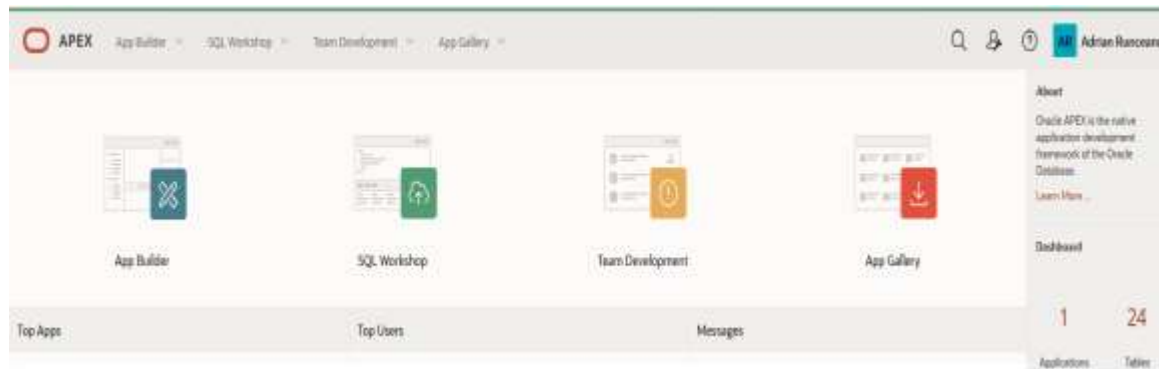 APEX App Builder SQL Workshop Team Development App Gallery
AR Adrian Runceanu
About
Oracle APEX is the native
application development
framework of the Oracle
Database.
Learn More ..
App Builder SQL Workshop Team Development App Gallery
Dashboard
Top Apps Top Users Messages
1 24
Applications Tables